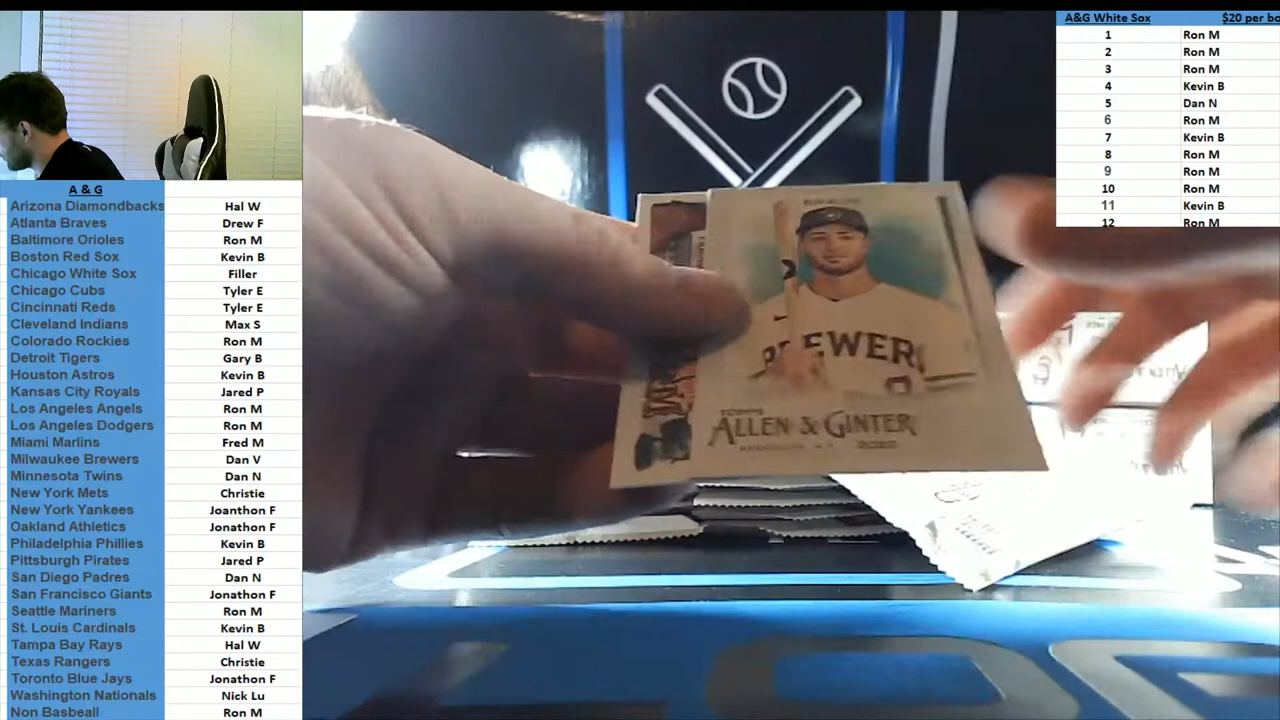 A & G
Arizona Diamondbacks Hal W
Atlanta Braves Drew F
Baltimore Orioles Ron M
Boston Red Sox Kevin B
Chicago White Sox Filler
Chicago Cubs Tyler E
Cincinnati Reds Tyler E
Cleveland Indians Max S
Colorado Rockies Ron M
Detroit Tigers Gary B
Houston Astros Kevin B
Kansas City Royals Jared P
Los Angeles Angels Ron M
Los Angeles Dodgers Ron M
Miami Marlins Fred M
Milwaukee Brewers Dan V
Minnesota Twins Dan N
New York Mets Christie
New York Yankees Joanthon F
Oakland Athletics Jonathon F
Philadelphia Phillies Kevin B
Pittsburgh Pirates Jared P
San Diego Padres Dan N
San Francisco Giants Jonathon F
Seattle Mariners Ron M
St. Louis Cardinals Kevin B
Tampa Bay Rays Hal W
Texas Rangers Christie
Toronto Blue Jays Jonathon F
Washington Nationals Nick Lu
Non Basbeall Ron M
BREWER
TOPPS
ALLEN & GINTER
2020
A&G White Sox $20 per bo
1 Ron M
2 Ron M
3 Ron M
4 Kevin B
5 Dan N
6 Ron M
7 Kevin B
8 Ron M
9 Ron M
10 Ron M
11 Kevin B
12 Ron M